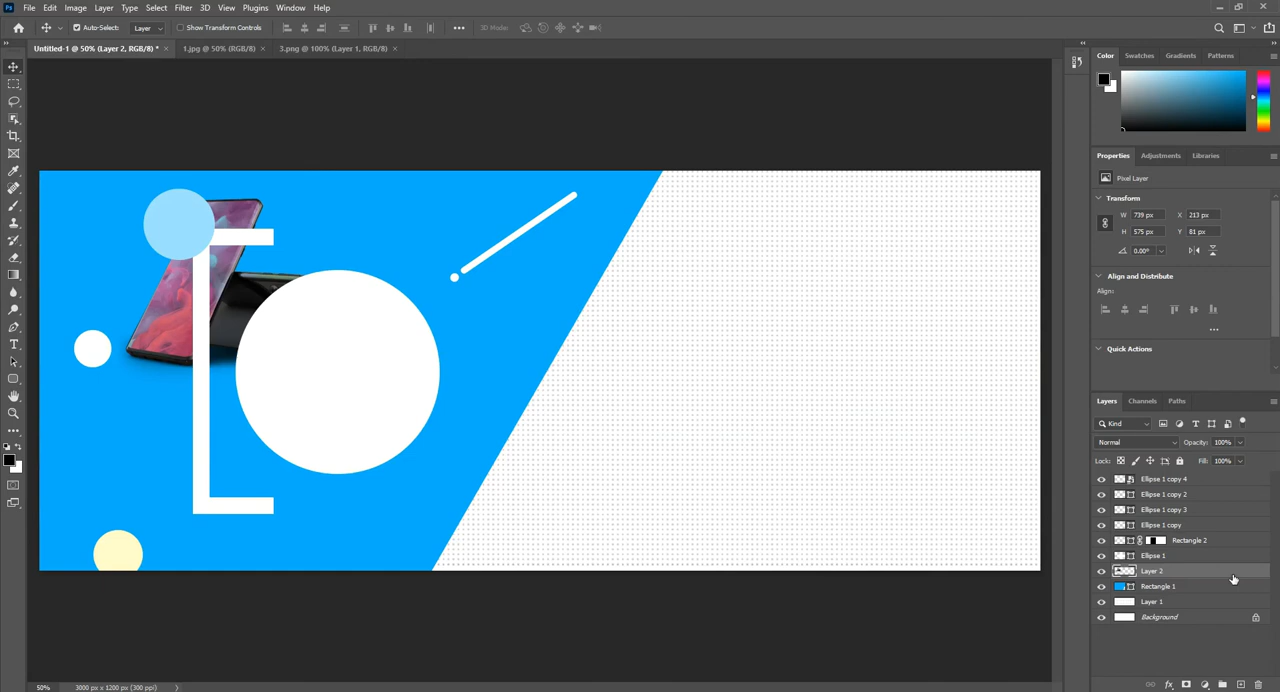 Ps File Edit Image Layer Type Select Filter 3D View Plugins Window Help
Auto-Select: Layer Show Transform Controls ••• 3D Mode:
Untitled-1 @ 50% (Layer 2, RGB/8) * × 1.jpg @ 50% (RGB/8) × 3.png @ 100% (Layer 1, RGB/8) ×
Color Swatches Gradients Patterns
Properties Adjustments Libraries
Pixel Layer
Transform
W 739 px X 213 px
H 575 px Y 81 px
0.00°
Align and Distribute
Align:
•••
Quick Actions
Layers Channels Paths
Kind
Normal Opacity: 100%
Lock: Fill: 100%
Ellipse 1 copy 4
Ellipse 1 copy 2
Ellipse 1 copy 3
Ellipse 1 copy
Rectangle 2
Ellipse 1
Layer 2
Rectangle 1
Layer 1
Background
50% 3000 px x 1200 px (300 ppi)